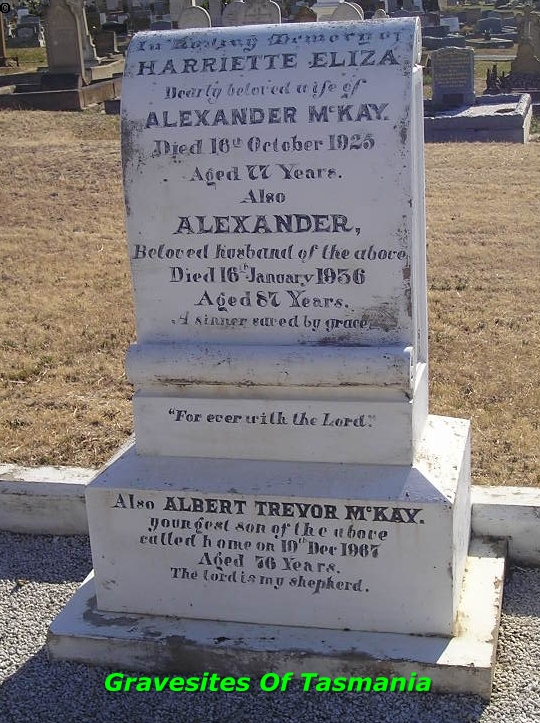 In Loving Memory of
HARRIETTE ELIZA
Dearly beloved wife of
ALEXANDER McKAY.
Died 16th October 1925
Aged 77 Years.
Also
ALEXANDER,
Beloved husband of the above
Died 16th January 1936
Aged 87 Years.
A sinner saved by grace.
"For ever with the Lord."
Also ALBERT TREVOR McKAY.
youngest son of the above
called home on 19th Dec 1967
Aged 76 Years.
The lord is my shepherd.
Gravesites Of Tasmania